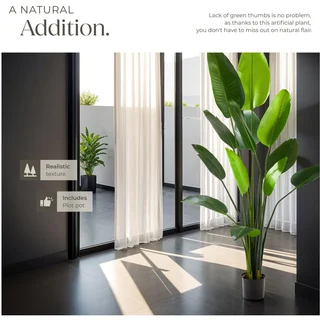 A NATURAL
Addition.
Lack of green thumbs is no problem,
as thanks to this artificial plant,
you don't have to miss out on natural flair.
Realistic
texture
Includes
Plot pot